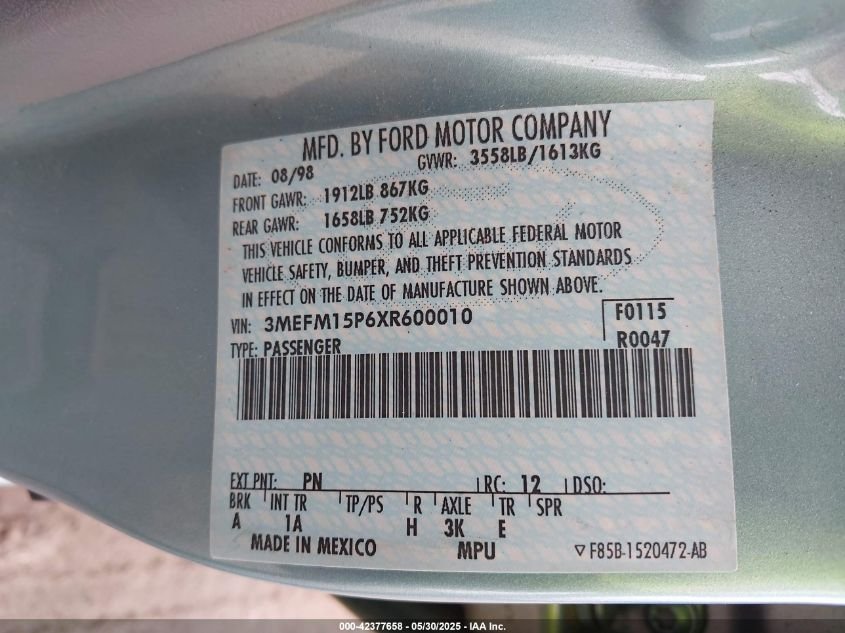 MFD. BY FORD MOTOR COMPANY
DATE: 08/98 GVWR: 3558LB/1613KG
FRONT GAWR: 1912LB 867KG
REAR GAWR: 1658LB 752KG
THIS VEHICLE CONFORMS TO ALL APPLICABLE FEDERAL MOTOR
VEHICLE SAFETY, BUMPER, AND THEFT PREVENTION STANDARDS
IN EFFECT ON THE DATE OF MANUFACTURE SHOWN ABOVE.
VIN: 3MEFM15P6XR600010 F0115
TYPE: PASSENGER R0047
EXT PNT: PN RC: 12 DSO:
BRK INT TR TP/PS R AXLE TR SPR
A 1A H 3K E
MADE IN MEXICO MPU F85B-1520472-AB
000-42377658 - 05/30/2025 - IAA Inc.